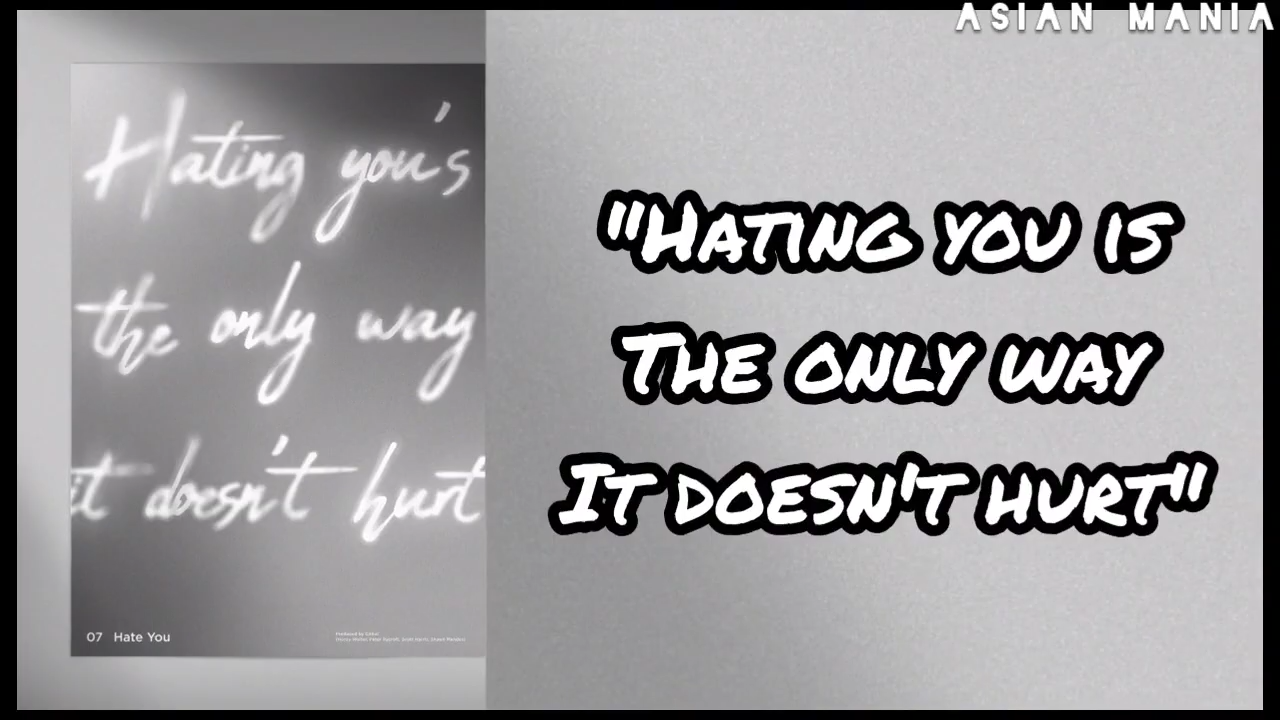 ASIAN MANIA
Hating you's
the only way
it doesn't hurt
07 Hate You
"HATING YOU IS
THE ONLY WAY
IT DOESN'T HURT"